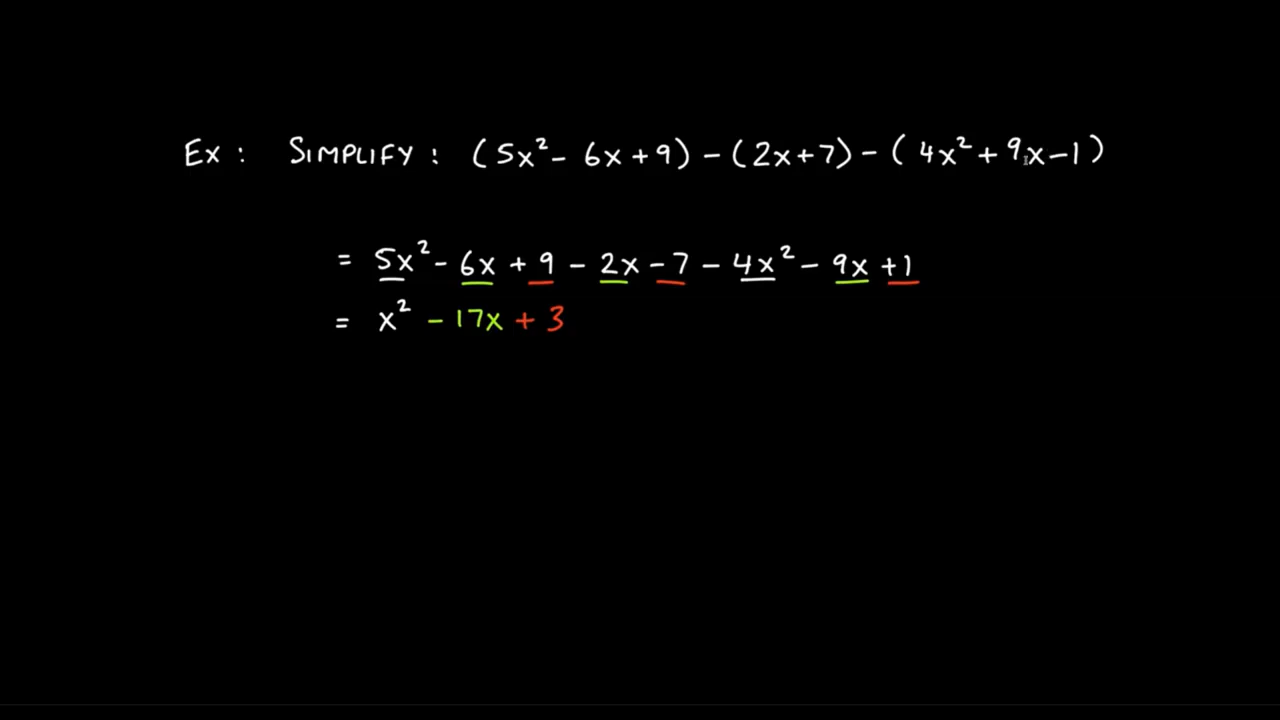 Ex : SIMPLIFY : (5x² - 6x + 9) - (2x + 7) - (4x² + 9x - 1)
= 5x² - 6x + 9 - 2x - 7 - 4x² - 9x + 1
= x² - 17x + 3